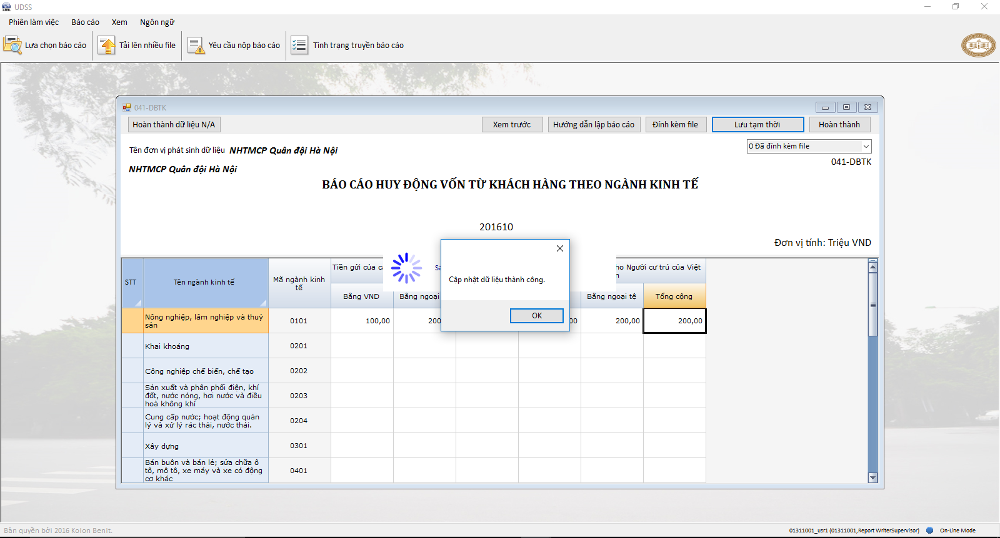 UDSS
Phiên làm việc Báo cáo Xem Ngôn ngữ
Lựa chọn báo cáo Tải lên nhiều file Yêu cầu nộp báo cáo Tình trạng truyền báo cáo
041-DBTK
Hoàn thành dữ liệu N/A Xem trước Hướng dẫn lập báo cáo Đính kèm file Lưu tạm thời Hoàn thành
0 Đã đính kèm file
Tên đơn vị phát sinh dữ liệu NHTMCP Quân đội Hà Nội
041-DBTK
NHTMCP Quân đội Hà Nội
BÁO CÁO HUY ĐỘNG VỐN TỪ KHÁCH HÀNG THEO NGÀNH KINH TẾ
201610
Đơn vị tính: Triệu VND
STT Tên ngành kinh tế Mã ngành kinh tế Tiền gửi của Người cư trú của Việt
Bằng VND Bằng ngoại Bằng ngoại tệ Tổng cộng
Cập nhật dữ liệu thành công.
OK
Nông nghiệp, lâm nghiệp và thuỷ
sản
0101 100,00 200 00 200,00 200,00
Khai khoáng 0201
Công nghiệp chế biến, chế tạo 0202
Sản xuất và phân phối điện, khí
đốt, nước nóng, hơi nước và điều
hoà không khí
0203
Cung cấp nước; hoạt động quản
lý và xử lý rác thải, nước thải.
0204
Xây dựng 0301
Bán buôn và bán lẻ; sửa chữa ô
tô, mô tô, xe máy và xe có động
cơ khác
0401
Bản quyền bởi 2016 Kolon Benit.
01311001_usr1 (01311001,Report WriterSupervisor) On-Line Mode